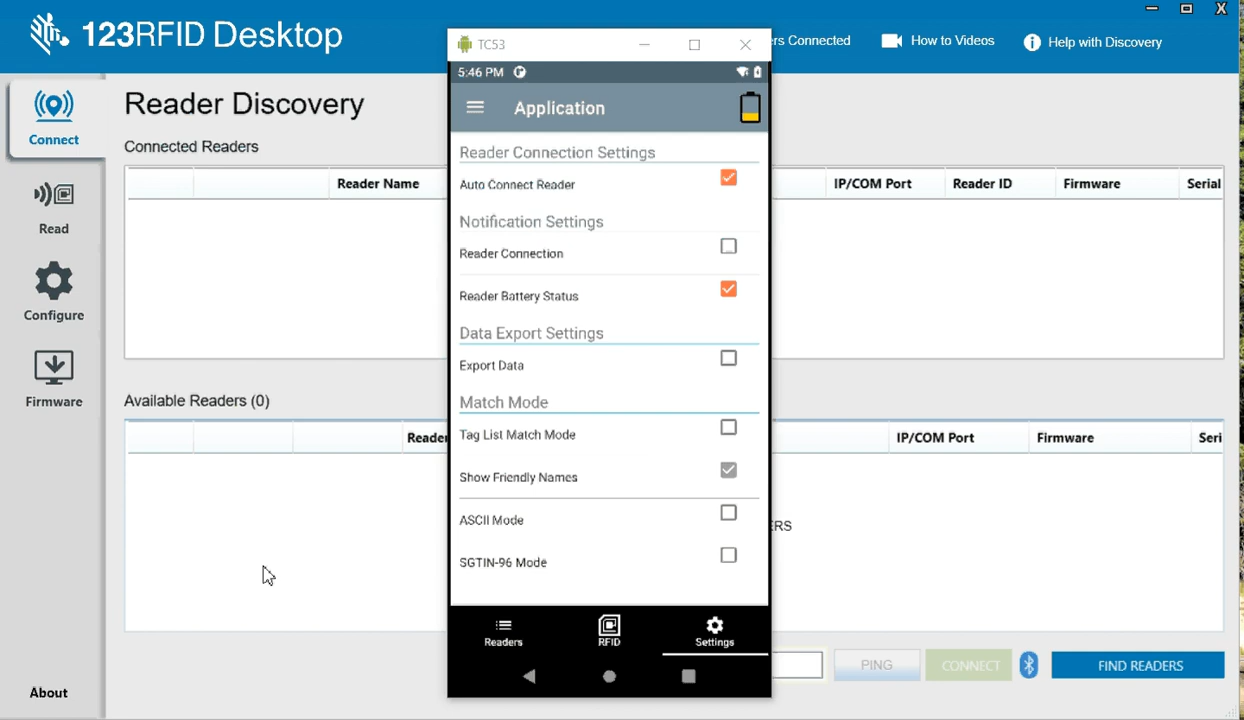 123RFID Desktop
rs Connected
How to Videos
Help with Discovery
Connect
Read
Configure
Firmware
About
Reader Discovery
Connected Readers
Reader Name
IP/COM Port
Reader ID
Firmware
Serial
Available Readers (0)
Reader
IP/COM Port
Firmware
Seri
ERS
PING
CONNECT
FIND READERS
TC53
5:46 PM
Application
Reader Connection Settings
Auto Connect Reader
Notification Settings
Reader Connection
Reader Battery Status
Data Export Settings
Export Data
Match Mode
Tag List Match Mode
Show Friendly Names
ASCII Mode
SGTIN-96 Mode
Readers
RFID
Settings